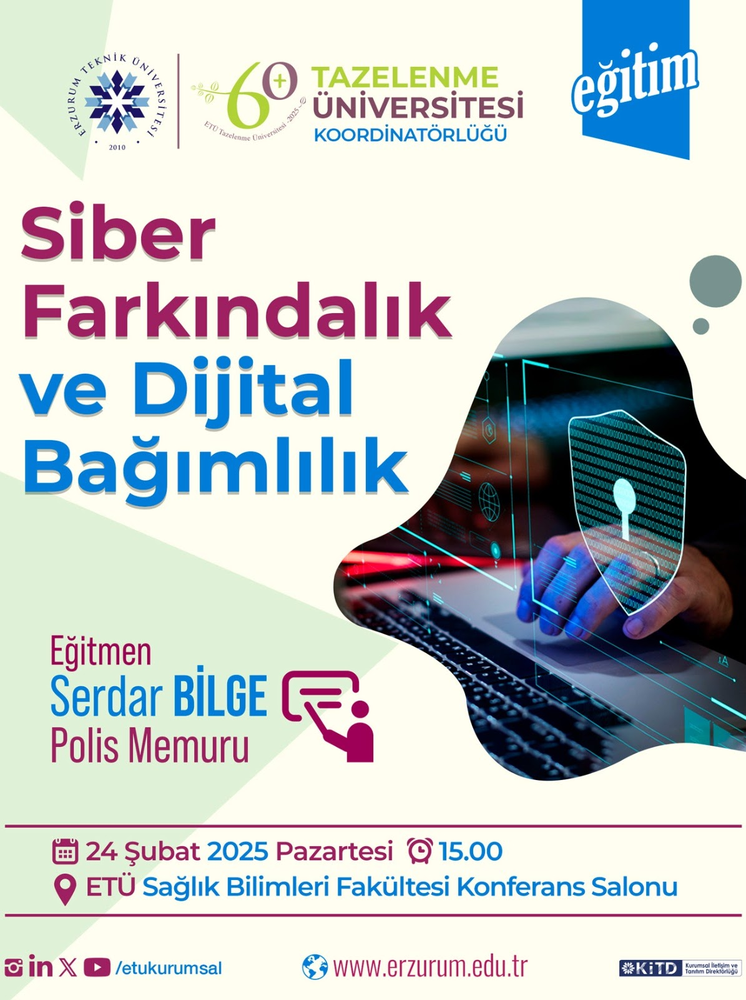 ERZURUM TEKNİK ÜNİVERSİTESİ
2010
60+
ETÜ Tazelenme Üniversitesi -2025-
TAZELENME
ÜNİVERSİTESİ
KOORDİNATÖRLÜĞÜ
eğitim
Siber
Farkındalık
ve Dijital
Bağımlılık
Eğitmen
Serdar BİLGE
Polis Memuru
24 Şubat 2025 Pazartesi 15.00
ETÜ Sağlık Bilimleri Fakültesi Konferans Salonu
/etukurumsal
www.erzurum.edu.tr
KİTD
Kurumsal İletişim ve
Tanıtım Direktörlüğü